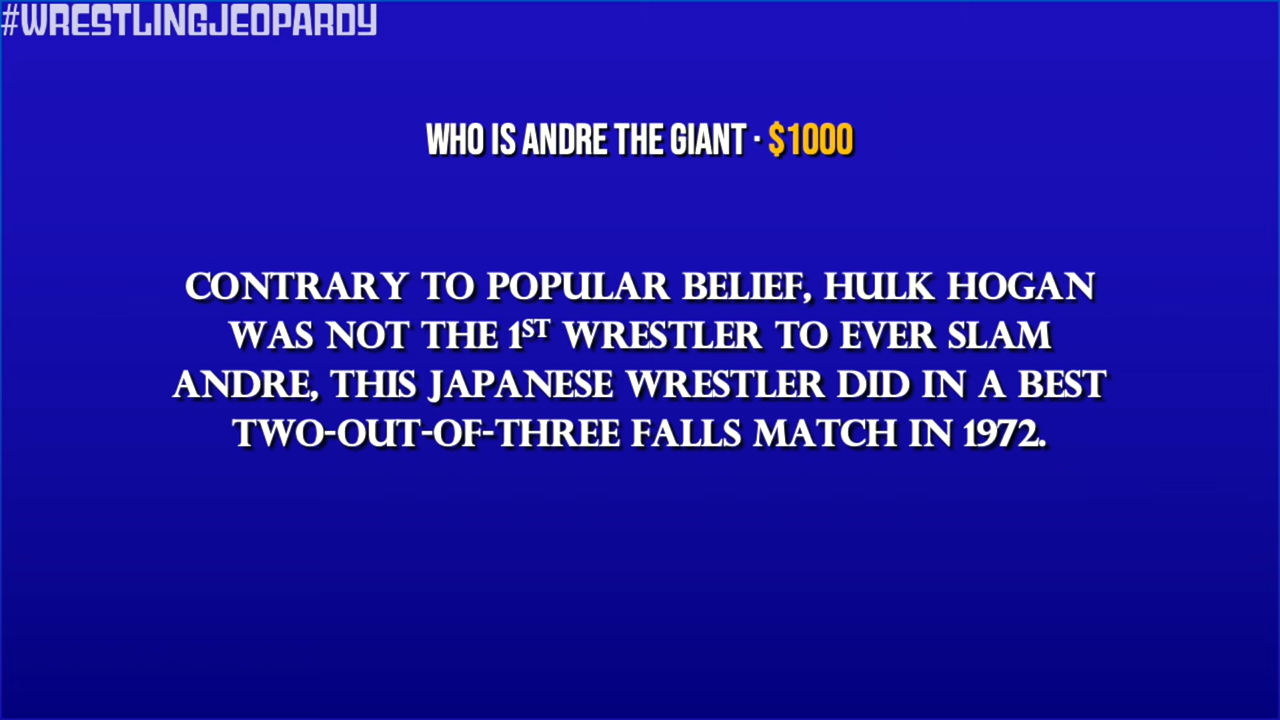 #WRESTLINGJEOPARDY
WHO IS ANDRE THE GIANT · $1000
CONTRARY TO POPULAR BELIEF, HULK HOGAN
WAS NOT THE 1ST WRESTLER TO EVER SLAM
ANDRE, THIS JAPANESE WRESTLER DID IN A BEST
TWO-OUT-OF-THREE FALLS MATCH IN 1972.